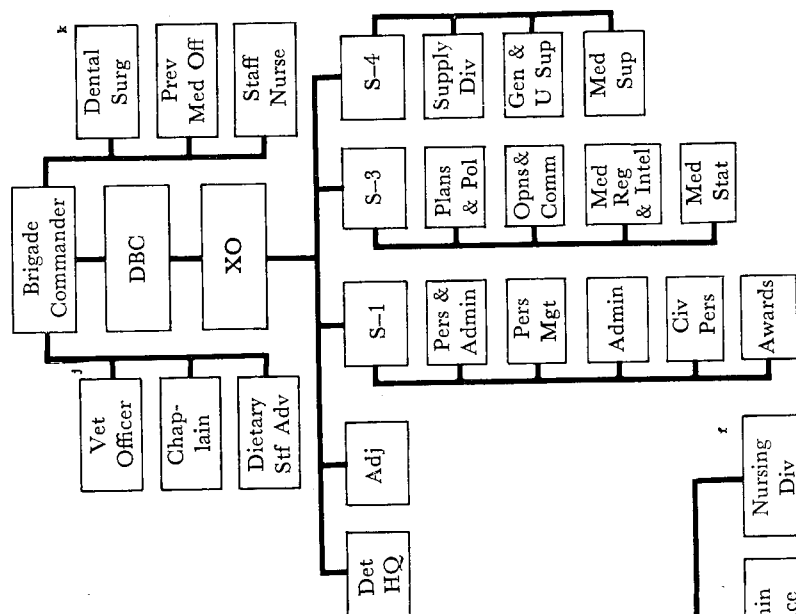 k
Dental
Surg
Prev
Med Off
Staff
Nurse
Brigade
Commander
DBC
XO
J
Vet
Officer
Chap-
lain
Dietary
Stf Adv
S-4
Supply
Div
Gen &
U Sup
Med
Sup
S-3
Plans
& Pol
Opns&
Comm
Med
Reg
& Intel
Med
Stat
S-1
Pers &
Admin
Pers
Mgt
Admin
Civ
Pers
Awards
Adj
Det
HQ
f
Nursing
Div